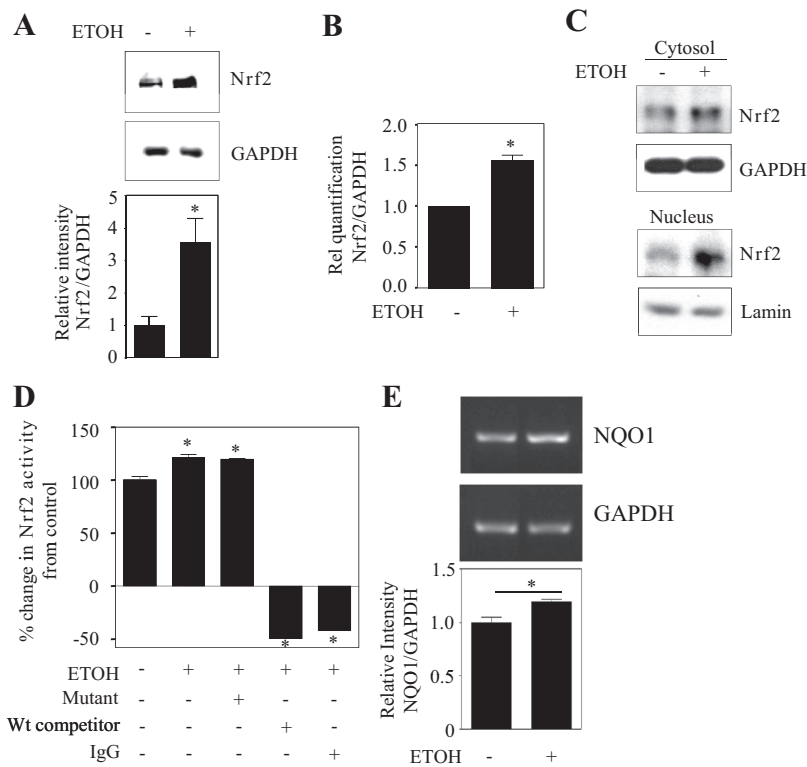 A
ETOH - +
Nrf2
GAPDH
Relative intensity
Nrf2/GAPDH
5
4
3
2
1
0
*
B
Rel quantification
Nrf2/GAPDH
2.0
1.5
1.0
0.5
0.0
*
ETOH - +
C
Cytosol
ETOH - +
Nrf2
GAPDH
Nucleus
Nrf2
Lamin
D
% change in Nrf2 activity
from control
150
100
50
0
-50
* * * *
ETOH - + + + +
Mutant - - + - -
Wt competitor - - - + -
IgG - - - - +
E
NQO1
GAPDH
Relative Intensity
NQO1/GAPDH
1.5
1.0
0.5
0
*
ETOH - +